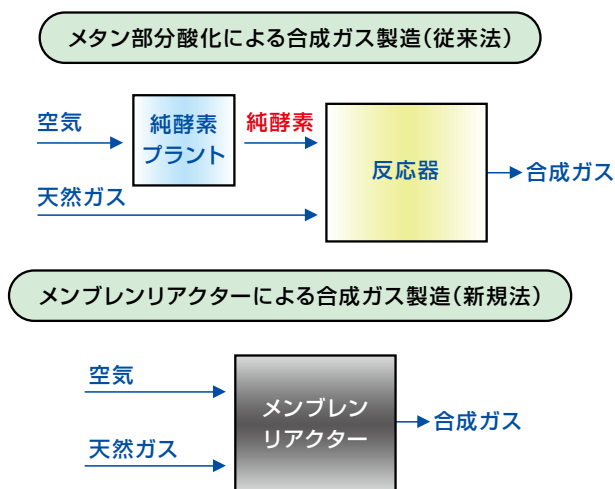 メタン部分酸化による合成ガス製造(従来法)
空気
純酸素
プラント
純酸素
天然ガス
反応器
合成ガス
メンブレンリアクターによる合成ガス製造(新規法)
空気
天然ガス
メンブレン
リアクター
合成ガス